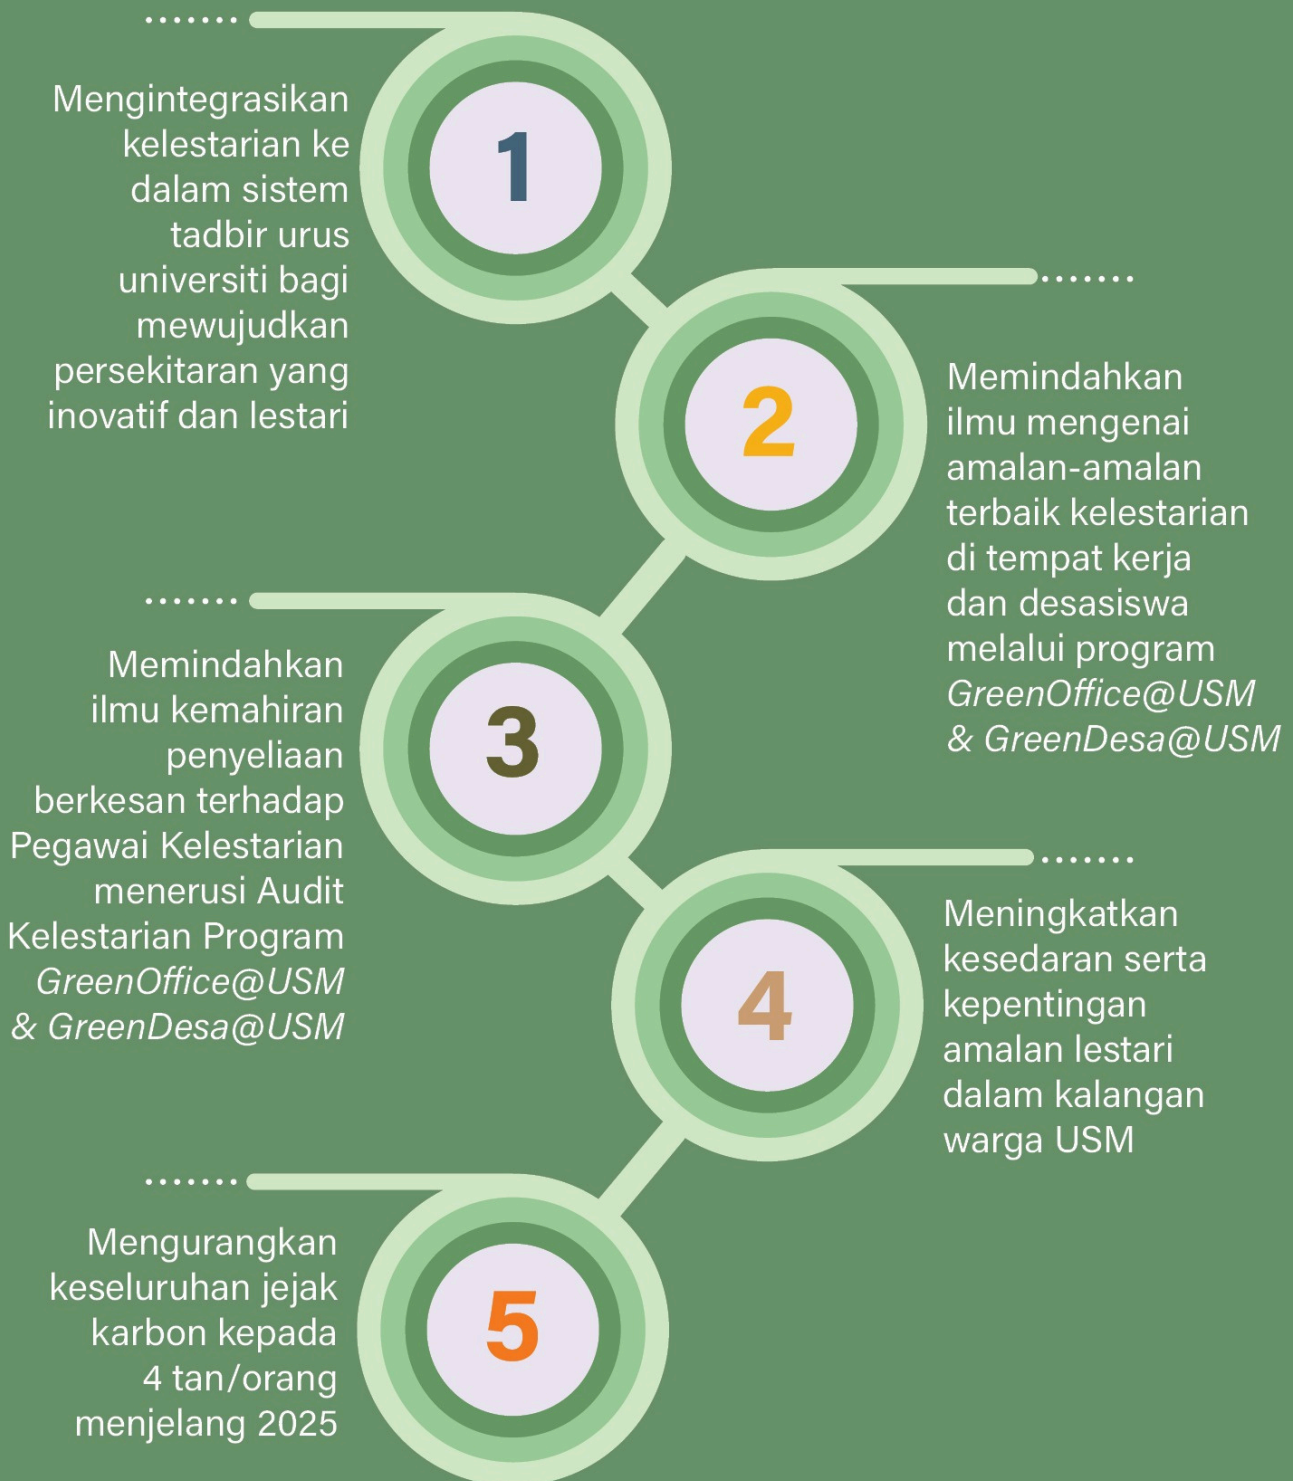 1
Mengintegrasikan
kelestarian ke
dalam sistem
tadbir urus
universiti bagi
mewujudkan
persekitaran yang
inovatif dan lestari
2
Memindahkan
ilmu mengenai
amalan-amalan
terbaik kelestarian
di tempat kerja
dan desasiswa
melalui program
GreenOffice@USM
& GreenDesa@USM
3
Memindahkan
ilmu kemahiran
penyeliaan
berkesan terhadap
Pegawai Kelestarian
menerusi Audit
Kelestarian Program
GreenOffice@USM
& GreenDesa@USM
4
Meningkatkan
kesedaran serta
kepentingan
amalan lestari
dalam kalangan
warga USM
5
Mengurangkan
keseluruhan jejak
karbon kepada
4 tan/orang
menjelang 2025